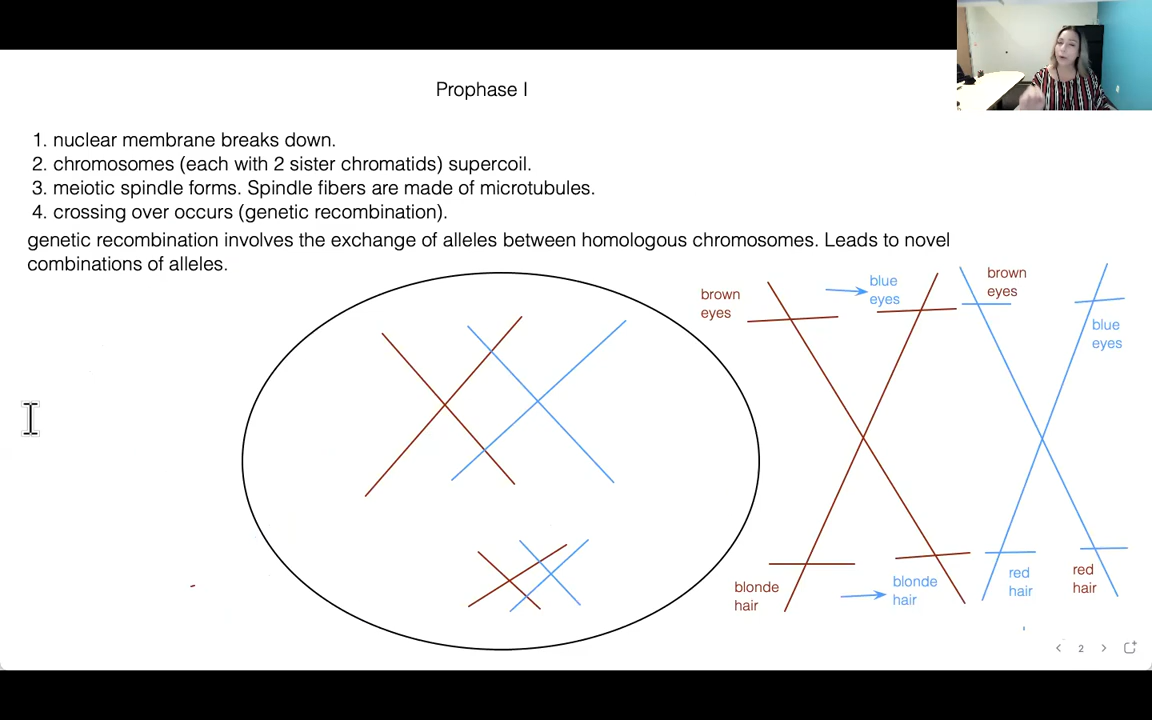 Prophase I
1. nuclear membrane breaks down.
2. chromosomes (each with 2 sister chromatids) supercoil.
3. meiotic spindle forms. Spindle fibers are made of microtubules.
4. crossing over occurs (genetic recombination).
genetic recombination involves the exchange of alleles between homologous chromosomes. Leads to novel
combinations of alleles.
brown
eyes
blue
eyes
brown
eyes
blue
eyes
blonde
hair
blonde
hair
red
hair
red
hair
2